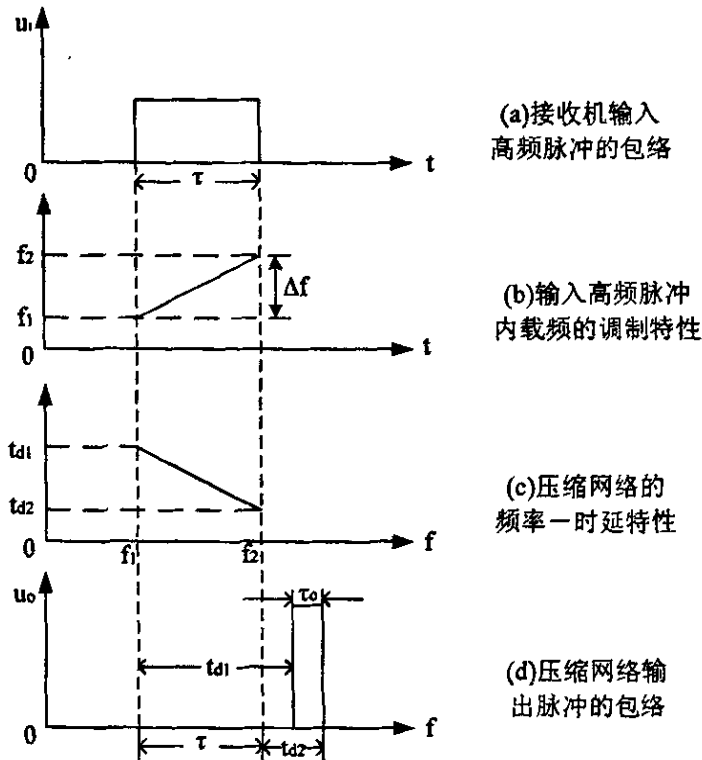 uᵢ
0
t
τ
(a)接收机输入
高频脉冲的包络
f₂
f₁
Δf
0
t
(b)输入高频脉冲
内载频的调制特性
t_d1
t_d2
0
f₁
f₂
f
(c)压缩网络的
频率－时延特性
u₀
τ₀
t_d1
0
τ
t_d2
f
(d)压缩网络输
出脉冲的包络